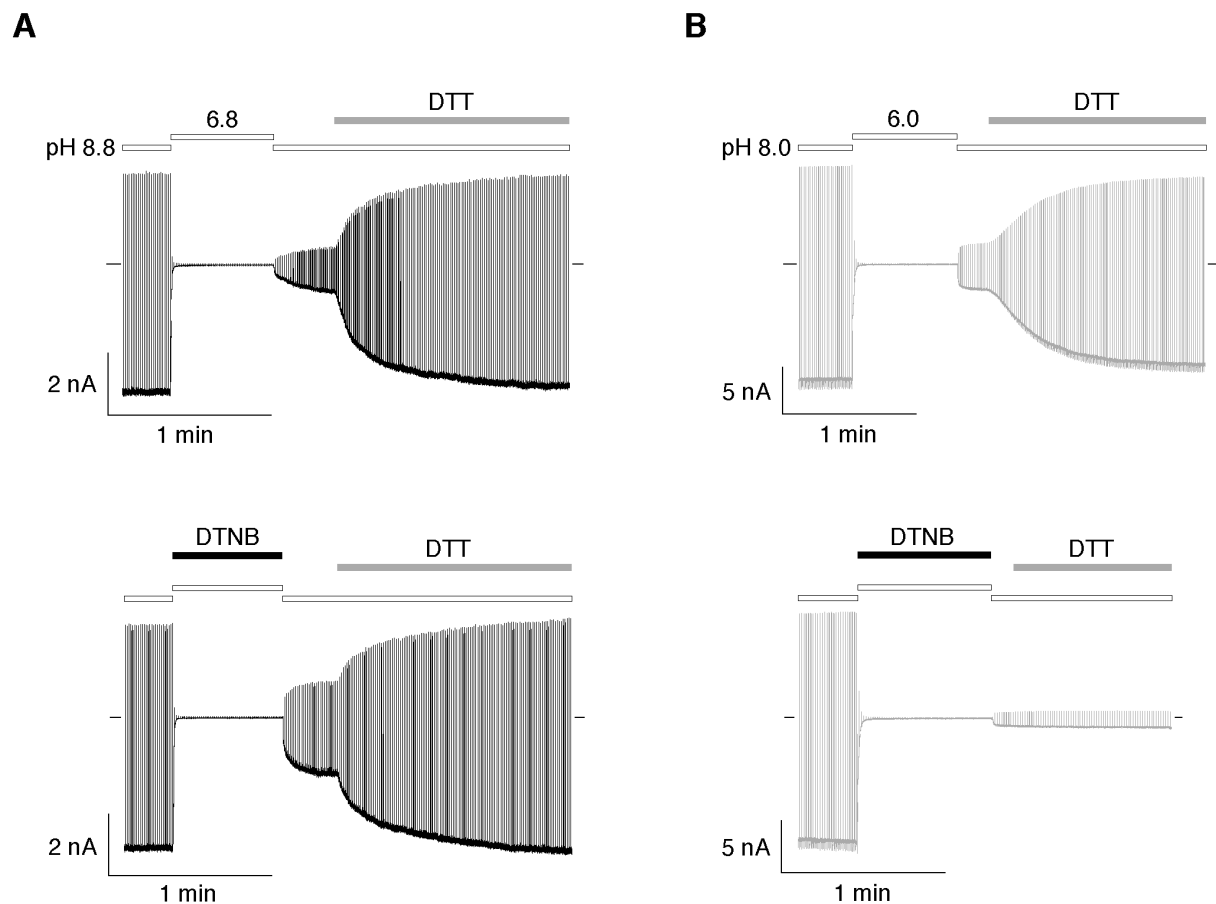 A
B
DTT
6.8
pH 8.8
2 nA
1 min
DTT
6.0
pH 8.0
5 nA
1 min
DTNB
DTT
2 nA
1 min
DTNB
DTT
5 nA
1 min